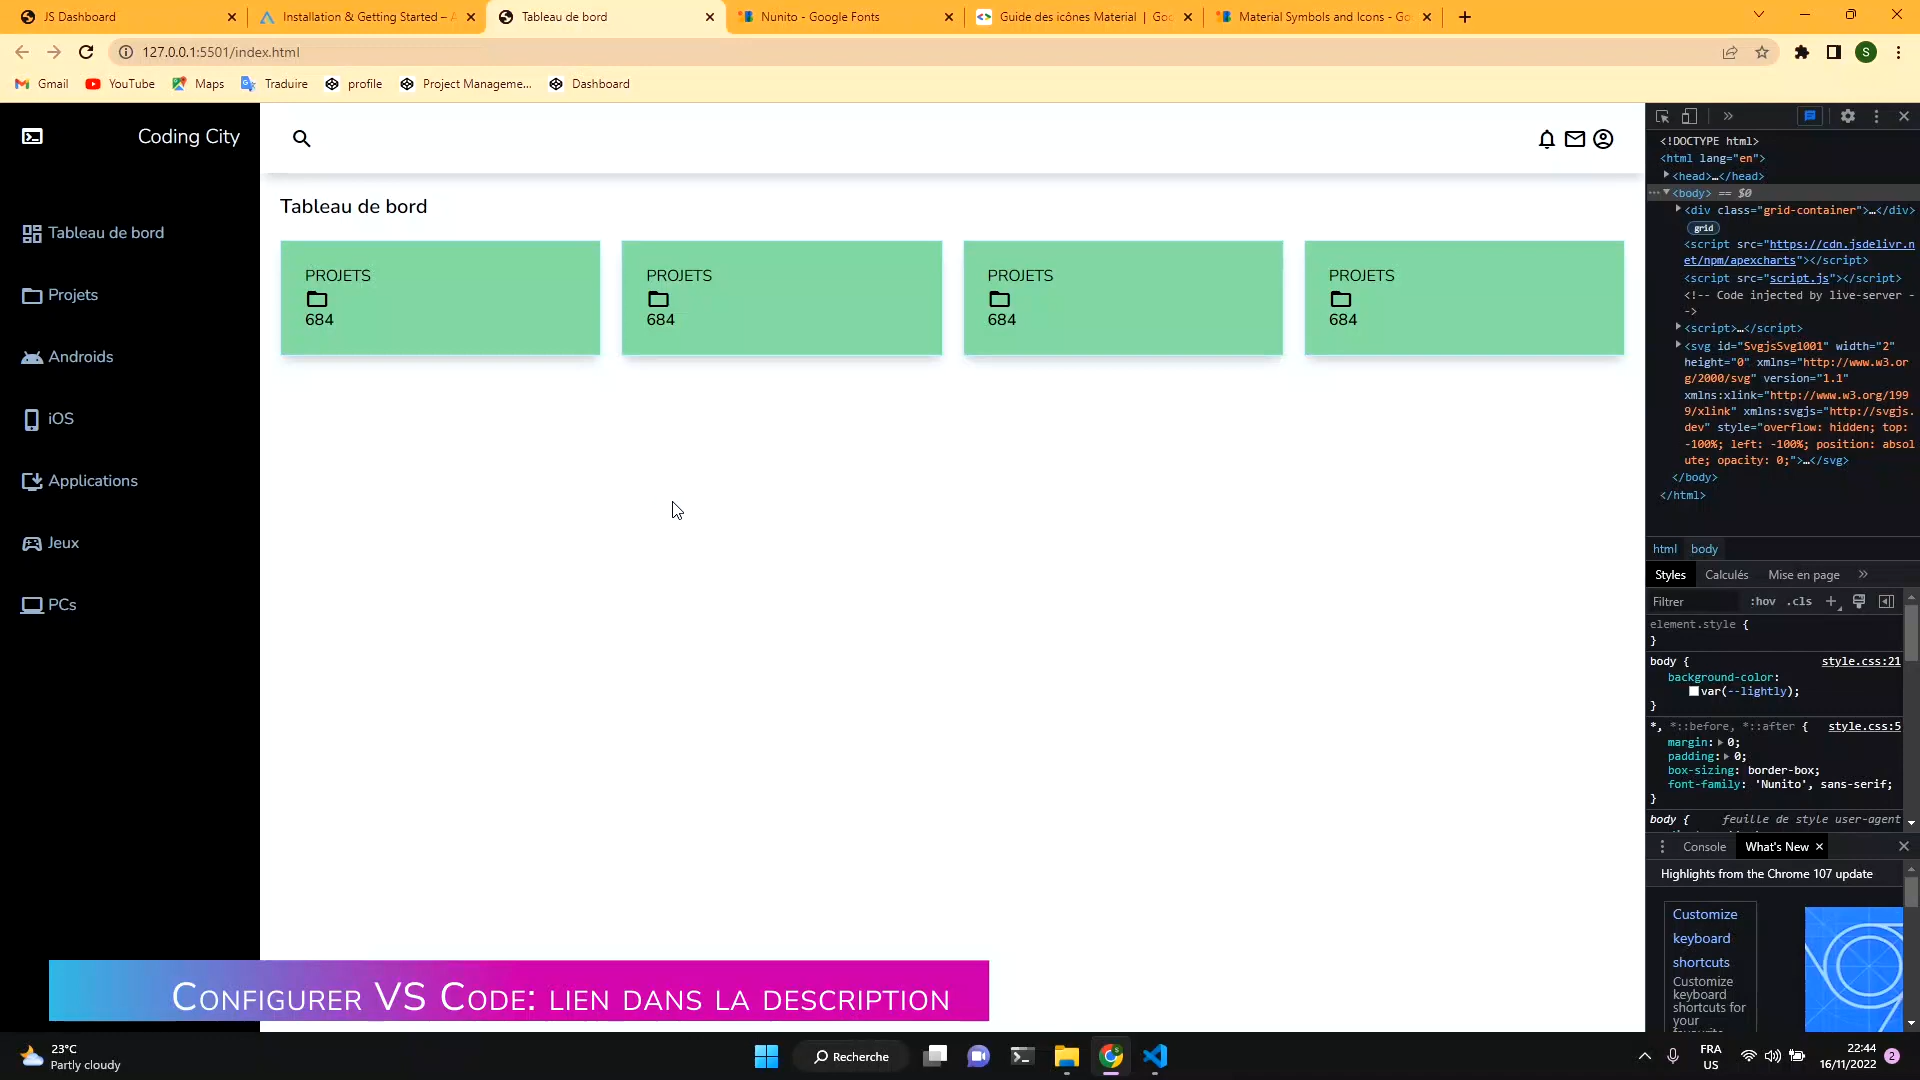 JS Dashboard
Installation & Getting Started – A
Tableau de bord
Nunito - Google Fonts
Guide des icônes Material | Goo
Material Symbols and Icons - Go
127.0.0.1:5501/index.html
S
Gmail
YouTube
Maps
Traduire
profile
Project Manageme...
Dashboard
Coding City
Tableau de bord
Projets
Androids
iOS
Applications
Jeux
PCs
Tableau de bord
PROJETS
684
PROJETS
684
PROJETS
684
PROJETS
684
<!DOCTYPE html>
<html lang="en">
<head>…</head>
<body> == $0
<div class="grid-container">…</div>
grid
<script src="https://cdn.jsdelivr.n
et/npm/apexcharts"></script>
<script src="script.js"></script>
<!-- Code injected by live-server -
->
<script>…</script>
<svg id="SvgjsSvg1001" width="2"
height="0" xmlns="http://www.w3.or
g/2000/svg" version="1.1"
xmlns:xlink="http://www.w3.org/199
9/xlink" xmlns:svgjs="http://svgjs.
dev" style="overflow: hidden; top:
-100%; left: -100%; position: absol
ute; opacity: 0;">…</svg>
</body>
</html>
html body
Styles Calculés Mise en page
Filtrer :hov .cls
element.style {
}
body { style.css:21
background-color:
var(--lightly);
}
*, *::before, *::after { style.css:5
margin: 0;
padding: 0;
box-sizing: border-box;
font-family: 'Nunito', sans-serif;
}
body { feuille de style user-agent
Console What's New
Highlights from the Chrome 107 update
Customize
keyboard
shortcuts
Customize
keyboard
shortcuts for
your
Configurer VS Code: lien dans la description
23°C
Partly cloudy
Recherche
FRA
US
22:44
16/11/2022
2